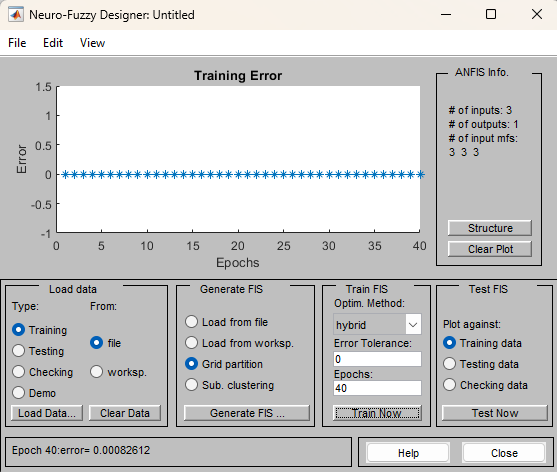 Neuro-Fuzzy Designer: Untitled
File Edit View
Training Error
1.5
1
0.5
0
-0.5
-1
Error
0 5 10 15 20 25 30 35 40
Epochs
ANFIS Info.
# of inputs: 3
# of outputs: 1
# of input mfs:
3 3 3
Structure
Clear Plot
Load data
Type: From:
Training
Testing
Checking
Demo
file
worksp.
Load Data... Clear Data
Generate FIS
Load from file
Load from worksp.
Grid partition
Sub. clustering
Generate FIS ...
Train FIS
Optim. Method:
hybrid
Error Tolerance:
0
Epochs:
40
Train Now
Test FIS
Plot against:
Training data
Testing data
Checking data
Test Now
Epoch 40:error= 0.00082612
Help Close